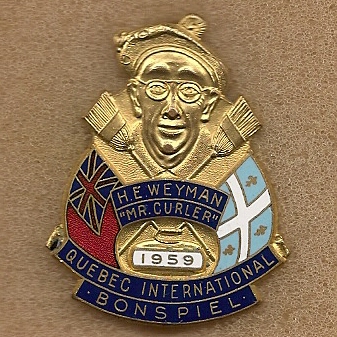 H.E. WEYMAN
"MR. CURLER"
1959
QUEBEC INTERNATIONAL
· BONSPIEL ·